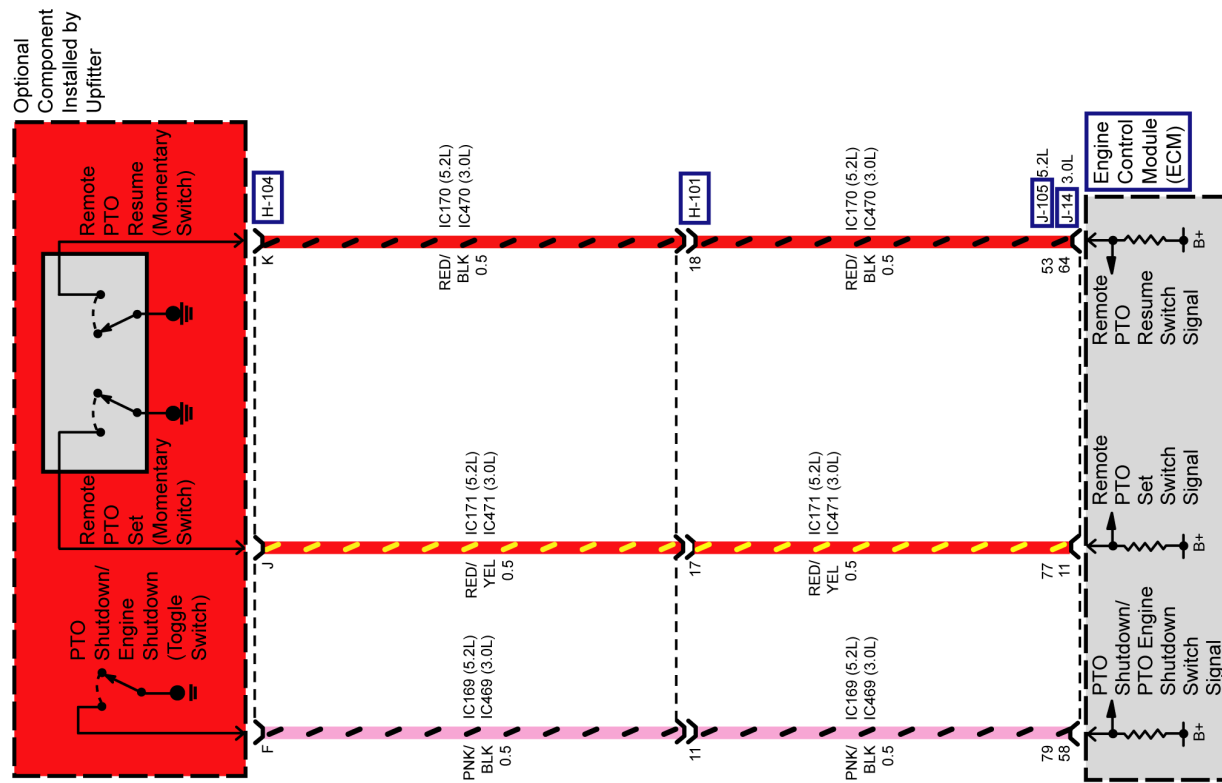 Optional
Component
Installed by
Upfitter
PTO
Shutdown/
Engine
Shutdown
(Toggle
Switch)
Remote
PTO
Set
(Momentary
Switch)
Remote
PTO
Resume
(Momentary
Switch)
F
J
K
H-104
PNK/
BLK
0.5
IC169 (5.2L)
IC469 (3.0L)
RED/
YEL
0.5
IC171 (5.2L)
IC471 (3.0L)
RED/
BLK
0.5
IC170 (5.2L)
IC470 (3.0L)
11
17
18
H-101
PNK/
BLK
0.5
IC169 (5.2L)
IC469 (3.0L)
RED/
YEL
0.5
IC171 (5.2L)
IC471 (3.0L)
RED/
BLK
0.5
IC170 (5.2L)
IC470 (3.0L)
79
77
53
J-105 5.2L
58
11
64
J-14 3.0L
PTO
Shutdown/
PTO Engine
Shutdown
Switch
Signal
Remote
PTO
Set
Switch
Signal
Remote
PTO
Resume
Switch
Signal
Engine
Control
Module
(ECM)
B+
B+
B+